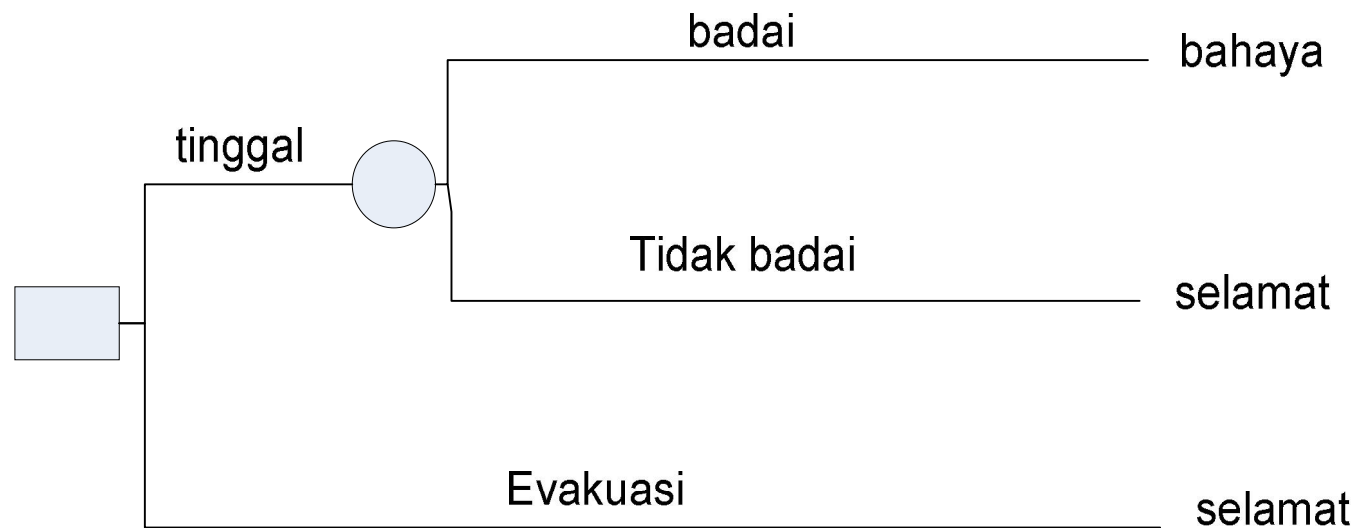 badai
bahaya
tinggal
Tidak badai
selamat
Evakuasi
selamat